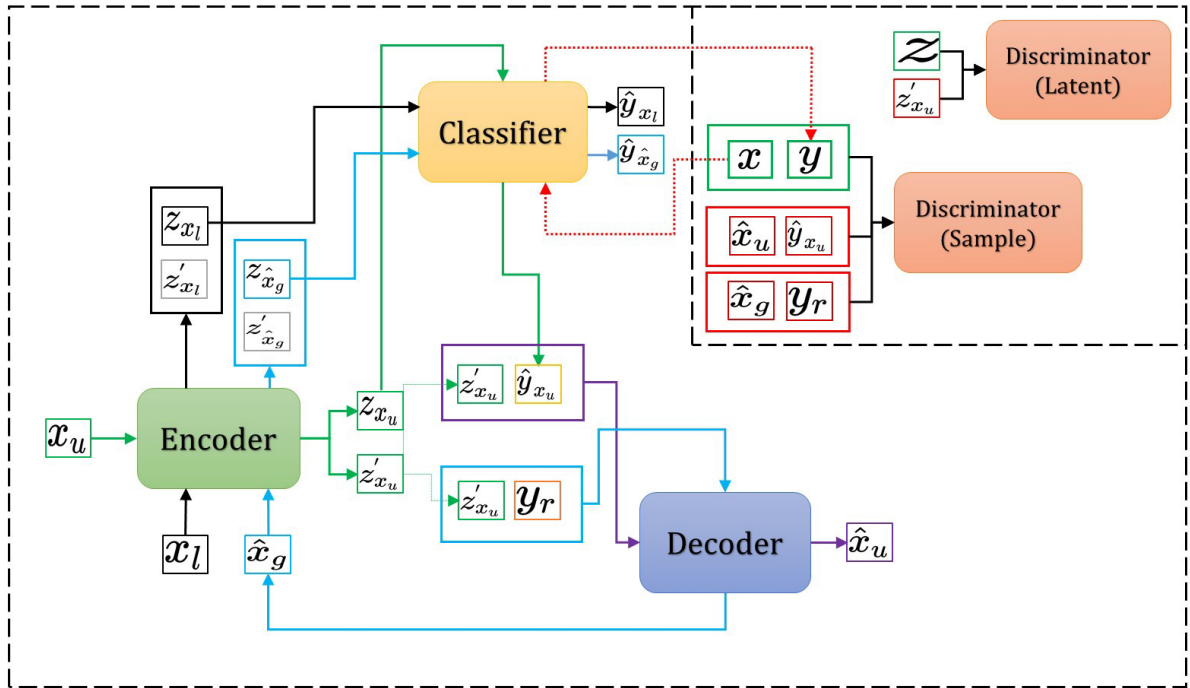 z
Discriminator
(Latent)
z'_{x_u}
Classifier
ŷ_{x_l}
ŷ_{x̂_g}
x y
Discriminator
(Sample)
x̂_u ŷ_{x_u}
x̂_g y_r
z_{x_l}
z'_{x_l}
z_{x̂_g}
z'_{x̂_g}
z'_{x_u} ŷ_{x_u}
z_{x_u}
x_u
Encoder
z'_{x_u}
z'_{x_u} y_r
x_l
x̂_g
Decoder
x̂_u